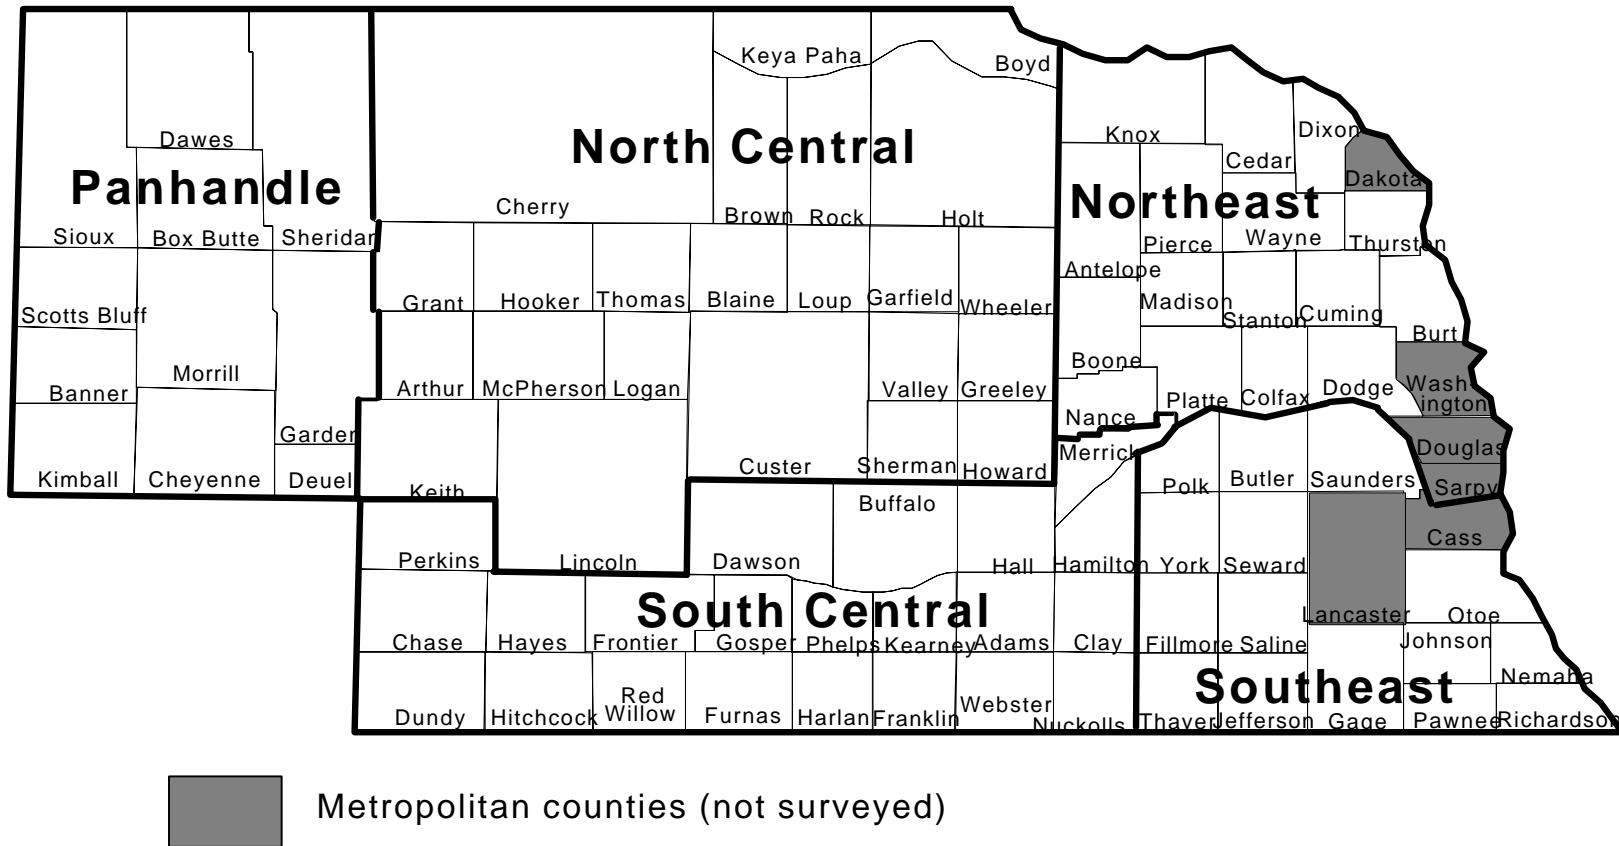 Keya Paha
Boyd
Knox
Dixon
Dawes
North Central
Cedar
Dakota
Panhandle
Northeast
Cherry
Brown
Rock
Holt
Sioux
Box Butte
Sheridan
Pierce
Wayne
Thurston
Antelope
Grant
Hooker
Thomas
Blaine
Loup
Garfield
Wheeler
Madison
Stanton
Cuming
Scotts Bluff
Burt
Boone
Morrill
Banner
Arthur
McPherson
Logan
Valley
Greeley
Platte
Colfax
Dodge
Wash-
ington
Nance
Garden
Merrick
Douglas
Kimball
Cheyenne
Deuel
Keith
Custer
Sherman
Howard
Polk
Butler
Saunders
Sarpy
Buffalo
Cass
Perkins
Lincoln
Dawson
Hall
Hamilton
York
Seward
South Central
Lancaster
Otoe
Chase
Hayes
Frontier
Gosper
Phelps
Kearney
Adams
Clay
Fillmore
Saline
Johnson
Southeast
Nemaha
Dundy
Hitchcock
Red
Willow
Furnas
Harlan
Franklin
Webster
Nuckolls
Thayer
Jefferson
Gage
Pawnee
Richardson
Metropolitan counties (not surveyed)